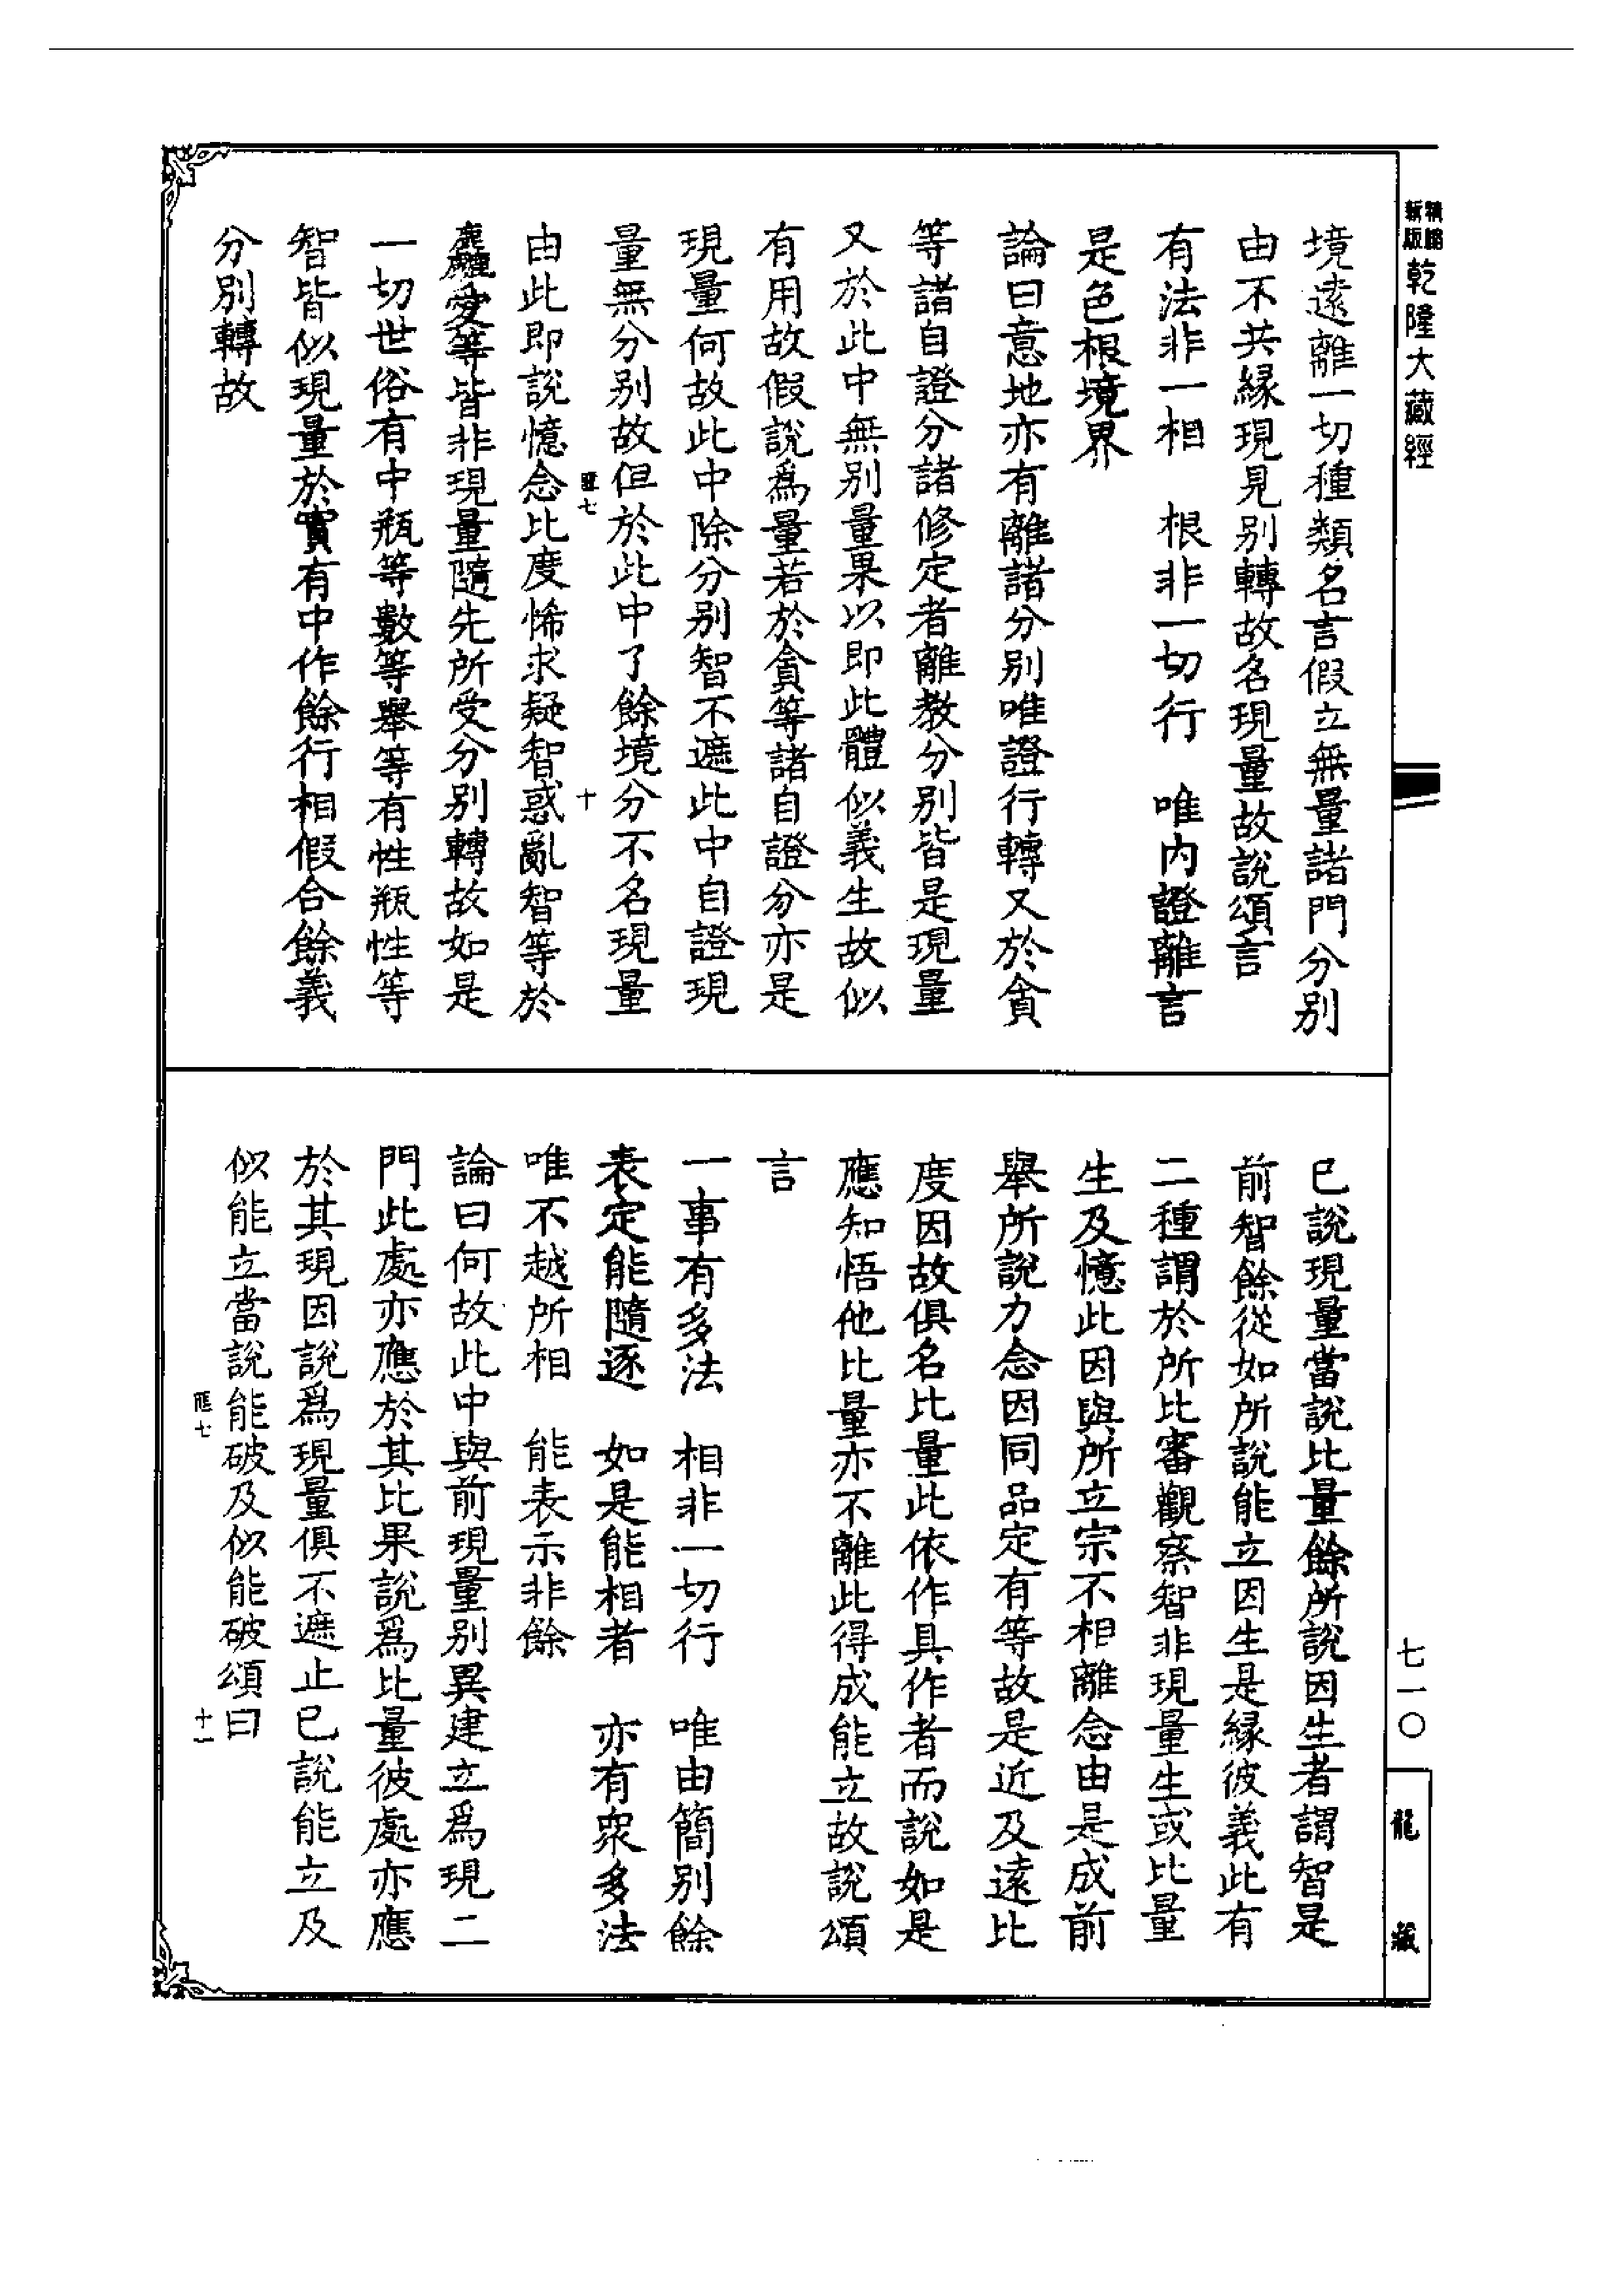 精縮
新版
乾隆大藏經
境遠離一切種類名言假立無量諸門分別
由不共緣現見別轉故名現量故說頌言
有法非一相　根非一切行　唯內證離言
是色根境界
論曰意地亦有離諸分別唯證行轉又於貪
等諸自證分諸修定者離教分別皆是現量
又於此中無別量果以即此體似義生故似
有用故假說為量若於貪等諸自證分亦是
現量何故此中除分別智不遮此中自證現
量無分別故但於此中了餘境分不名現量
應七　十
由此即說憶念比度悕求疑智惑亂智等於
鹿愛等皆非現量隨先所受分別轉故如是
一切世俗有中瓶等數等舉等有性瓶性等
智皆似現量於實有中作餘行相假合餘義
分別轉故
已說現量當說比量餘所說因生者謂智是
前智餘從如所說能立因生是緣彼義此有
二種謂於所比審觀察智非現量生或比量
生及憶此因與所立宗不相離念由是成前
舉所說力念因同品定有等故是近及遠比
度因故俱名比量此依作具作者而說如是
應知悟他比量亦不離此得成能立故說頌
言
一事有多法　相非一切行　唯由簡別餘
表定能隨逐　如是能相者　亦有眾多法
唯不越所相　能表示非餘
論曰何故此中與前現量別異建立為現二
門此處亦應於其比果說為比量彼處亦應
於其現因說為現量俱不遮止已說能立及
似能立當說能破及似能破頌曰
應七　十一
七一〇
龍藏